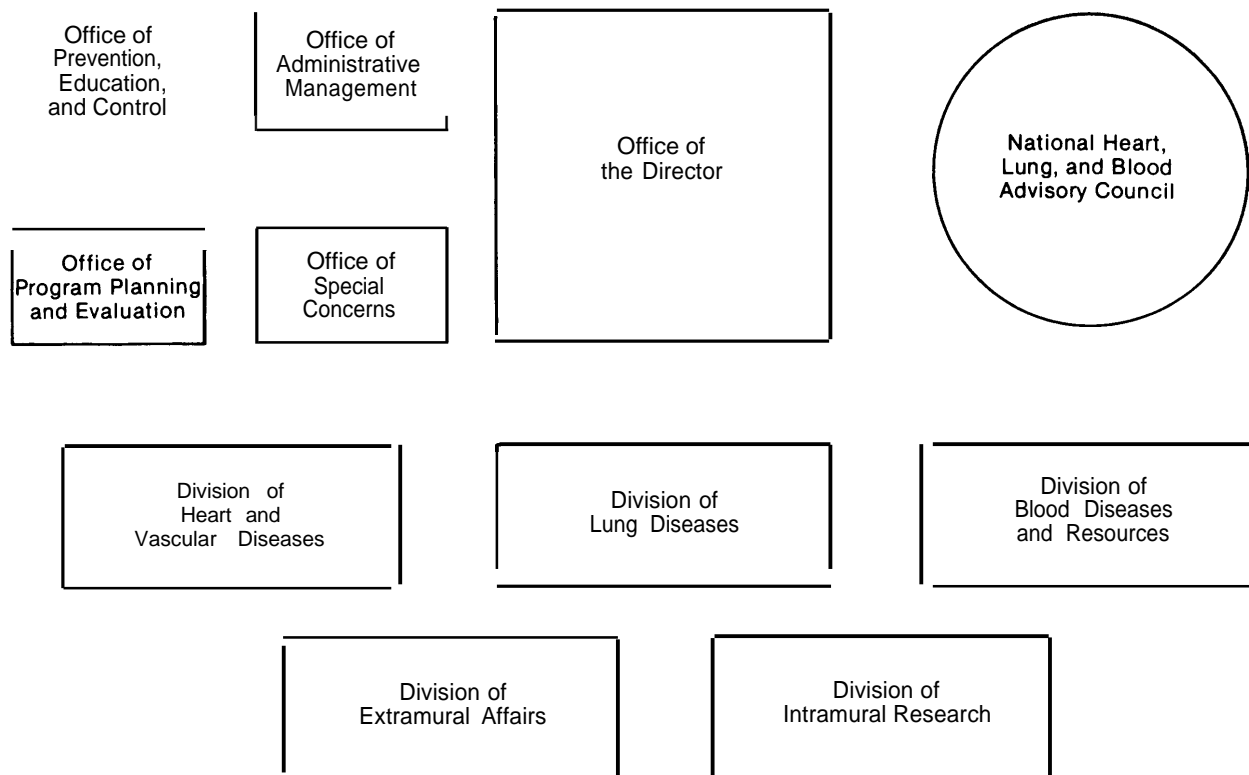 Office of
Prevention,
Education,
and Control
Office of
Administrative
Management
Office of
the Director
National Heart,
Lung, and Blood
Advisory Council
Office of
Program Planning
and Evaluation
Office of
Special
Concerns
Division of
Heart and
Vascular Diseases
Division of
Lung Diseases
Division of
Blood Diseases
and Resources
Division of
Extramural Affairs
Division of
Intramural Research